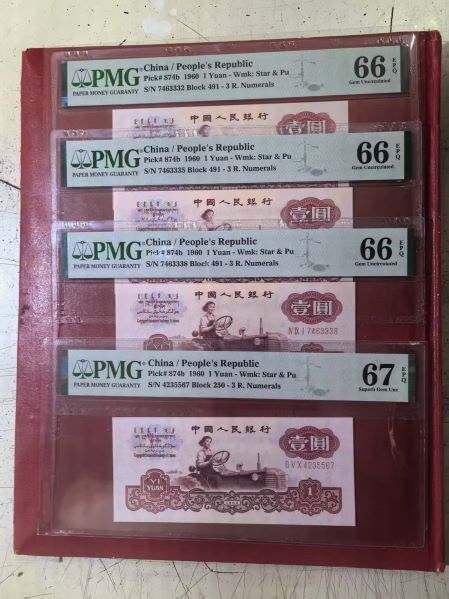 PMG
PAPER MONEY GUARANTY
China / People's Republic
Pick# 874b 1960 1 Yuan - Wmk: Star & Pu
S/N 7463332 Block 491 - 3 R. Numerals
66 EPQ
Gem Uncirculated
中国人民银行
壹圆
PMG
PAPER MONEY GUARANTY
China / People's Republic
Pick# 874b 1960 1 Yuan - Wmk: Star & Pu
S/N 7463335 Block 491 - 3 R. Numerals
66 EPQ
Gem Uncirculated
中国人民银行
壹圆
PMG
PAPER MONEY GUARANTY
China / People's Republic
Pick# 874b 1960 1 Yuan - Wmk: Star & Pu
S/N 7463338 Block 491 - 3 R. Numerals
66 EPQ
Gem Uncirculated
中国人民银行
壹圆
7463338
PMG
PAPER MONEY GUARANTY
China / People's Republic
Pick# 874b 1960 1 Yuan - Wmk: Star & Pu
S/N 4235567 Block 250 - 3 R. Numerals
67 EPQ
Superb Gem Unc
中国人民银行
壹圆
4235567
YI
YUAN
1